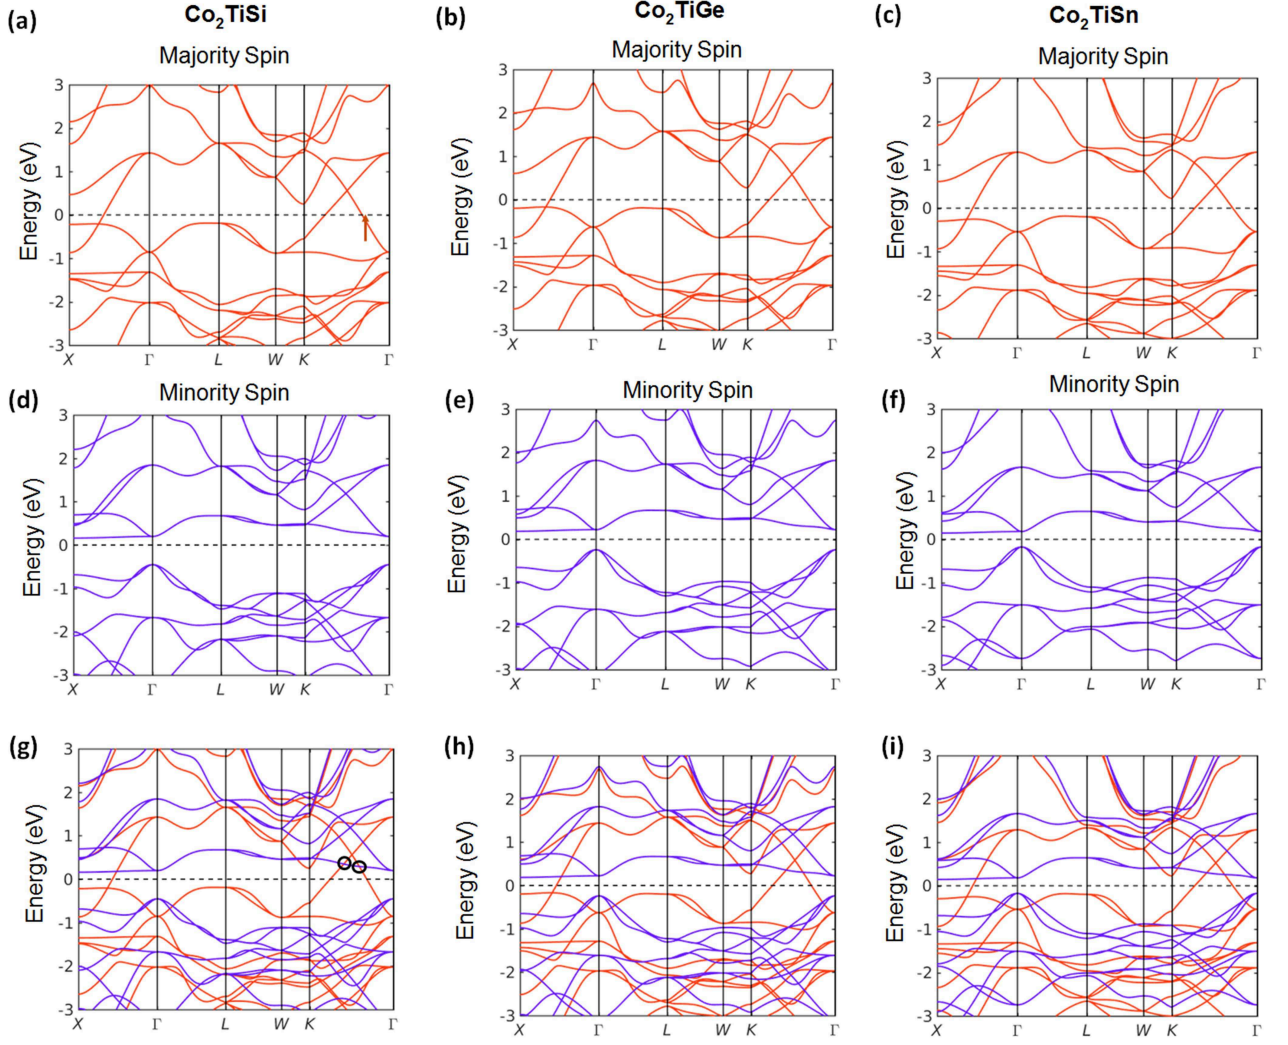 (a) Co2TiSi (b) Co2TiGe (c) Co2TiSn
Majority Spin Majority Spin Majority Spin
Energy (eV) Energy (eV) Energy (eV)
3 3 3
2 2 2
1 1 1
0 0 0
-1 -1 -1
-2 -2 -2
-3 -3 -3
X Γ L W K Γ X Γ L W K Γ X Γ L W K Γ
(d) Minority Spin (e) Minority Spin (f) Minority Spin
Energy (eV) Energy (eV) Energy (eV)
3 3 3
2 2 2
1 1 1
0 0 0
-1 -1 -1
-2 -2 -2
-3 -3 -3
X Γ L W K Γ X Γ L W K Γ X Γ L W K Γ
(g) (h) (i)
Energy (eV) Energy (eV) Energy (eV)
3 3 3
2 2 2
1 1 1
0 0 0
-1 -1 -1
-2 -2 -2
-3 -3 -3
X Γ L W K Γ X Γ L W K Γ X Γ L W K Γ